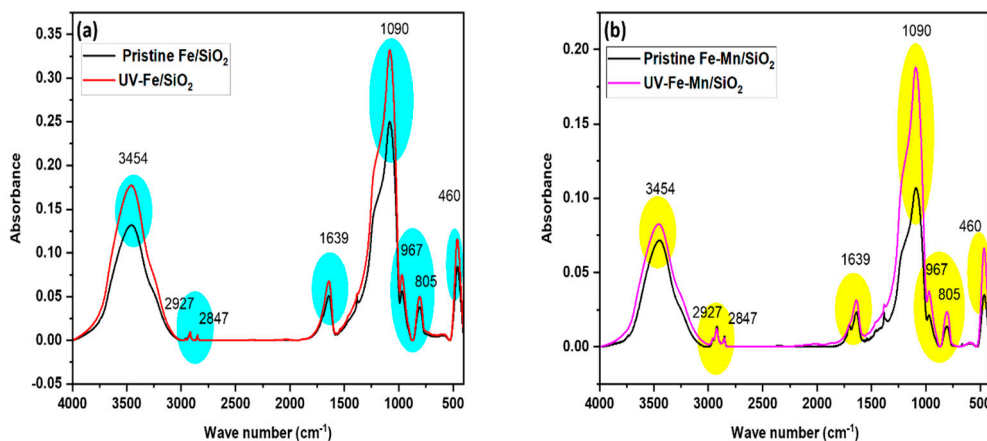 (a)
Pristine Fe/SiO₂
UV-Fe/SiO₂
1090
3454
2927
2847
1639
967
805
460
0.35
0.30
0.25
0.20
0.15
0.10
0.05
0.00
-0.05
Absorbance
4000 3500 3000 2500 2000 1500 1000 500
Wave number (cm⁻¹)
(b)
Pristine Fe-Mn/SiO₂
UV-Fe-Mn/SiO₂
1090
3454
2927
2847
1639
967
805
460
0.20
0.15
0.10
0.05
0.00
Absorbance
4000 3500 3000 2500 2000 1500 1000 500
Wave number (cm⁻¹)